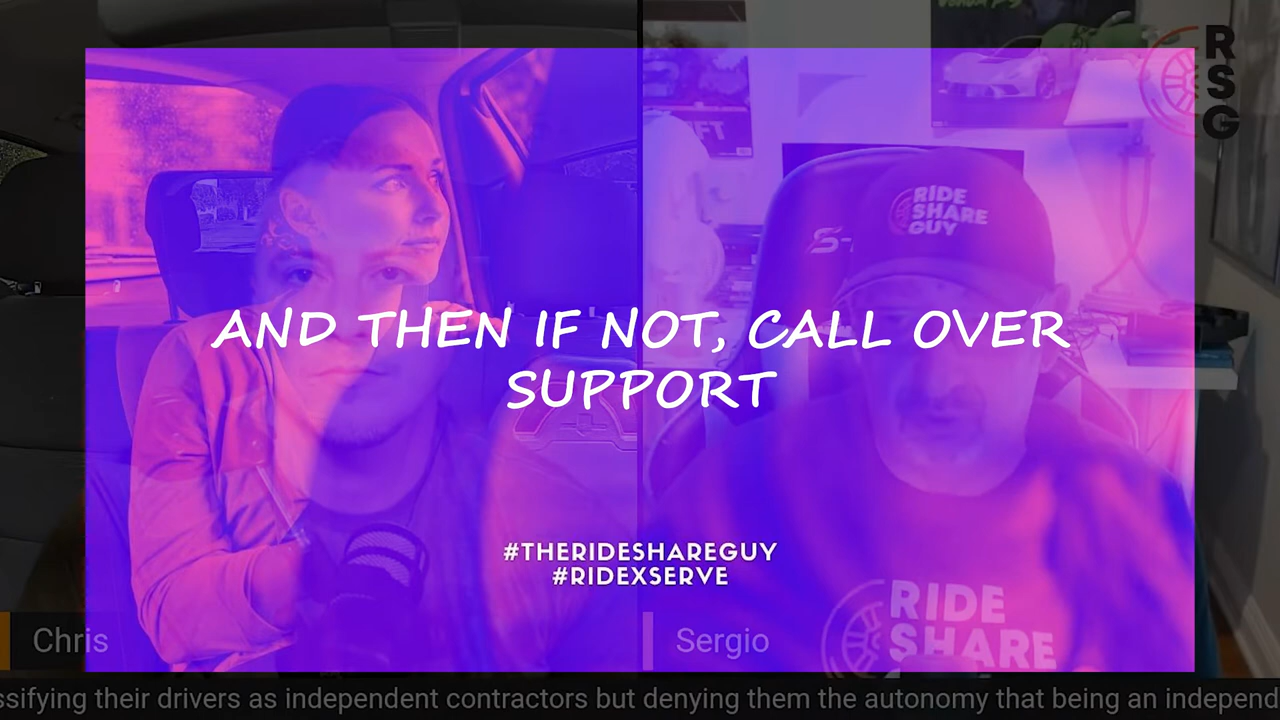 R
S
G
FT
S-
RIDE
SHARE
GUY
AND THEN IF NOT, CALL OVER
SUPPORT
#THERIDESHAREGUY
#RIDEXSERVE
RIDE
SHARE
Chris
Sergio
ssifying their drivers as independent contractors but denying them the autonomy that being an independ